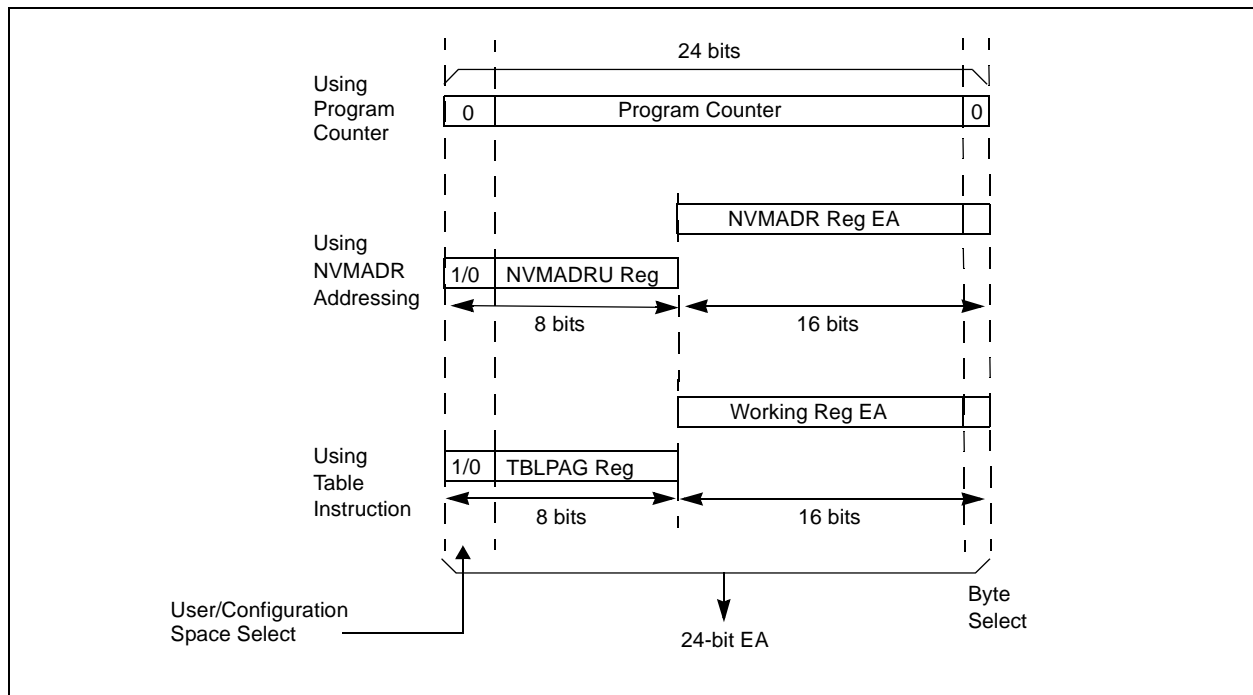 24 bits
Using
Program
Counter
0
Program Counter
0
NVMADR Reg EA
Using
NVMADR
Addressing
1/0
NVMADRU Reg
8 bits
16 bits
Working Reg EA
Using
Table
Instruction
1/0
TBLPAG Reg
8 bits
16 bits
User/Configuration
Space Select
24-bit EA
Byte
Select